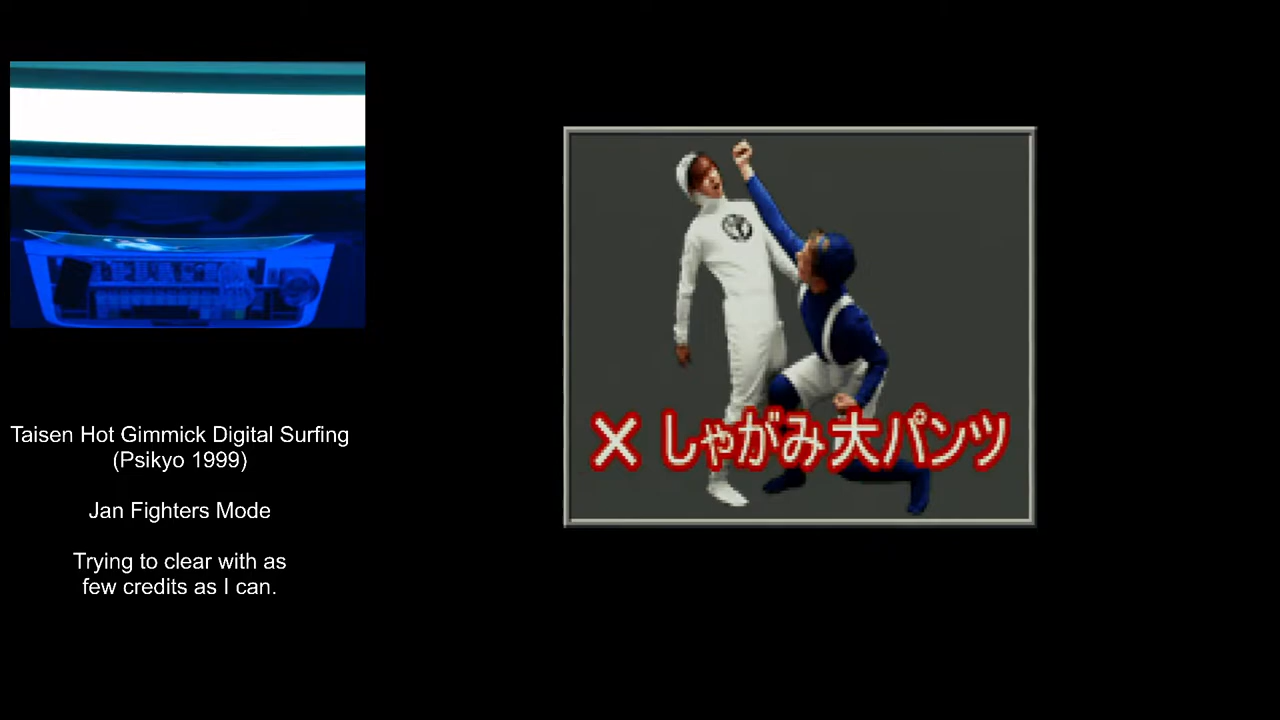 Taisen Hot Gimmick Digital Surfing
(Psikyo 1999)
Jan Fighters Mode
Trying to clear with as
few credits as I can.
× しゃがみ大パンツ